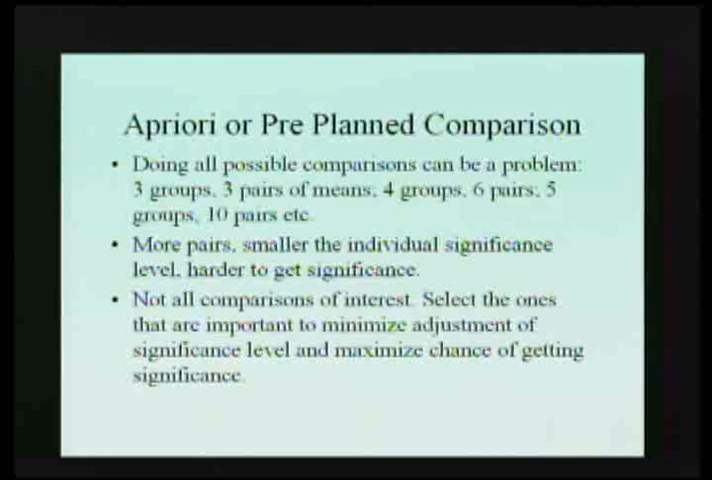 Apriori or Pre Planned Comparison
• Doing all possible comparisons can be a problem:
3 groups, 3 pairs of means; 4 groups, 6 pairs; 5
groups, 10 pairs etc.
• More pairs, smaller the individual significance
level, harder to get significance.
• Not all comparisons of interest. Select the ones
that are important to minimize adjustment of
significance level and maximize chance of getting
significance.